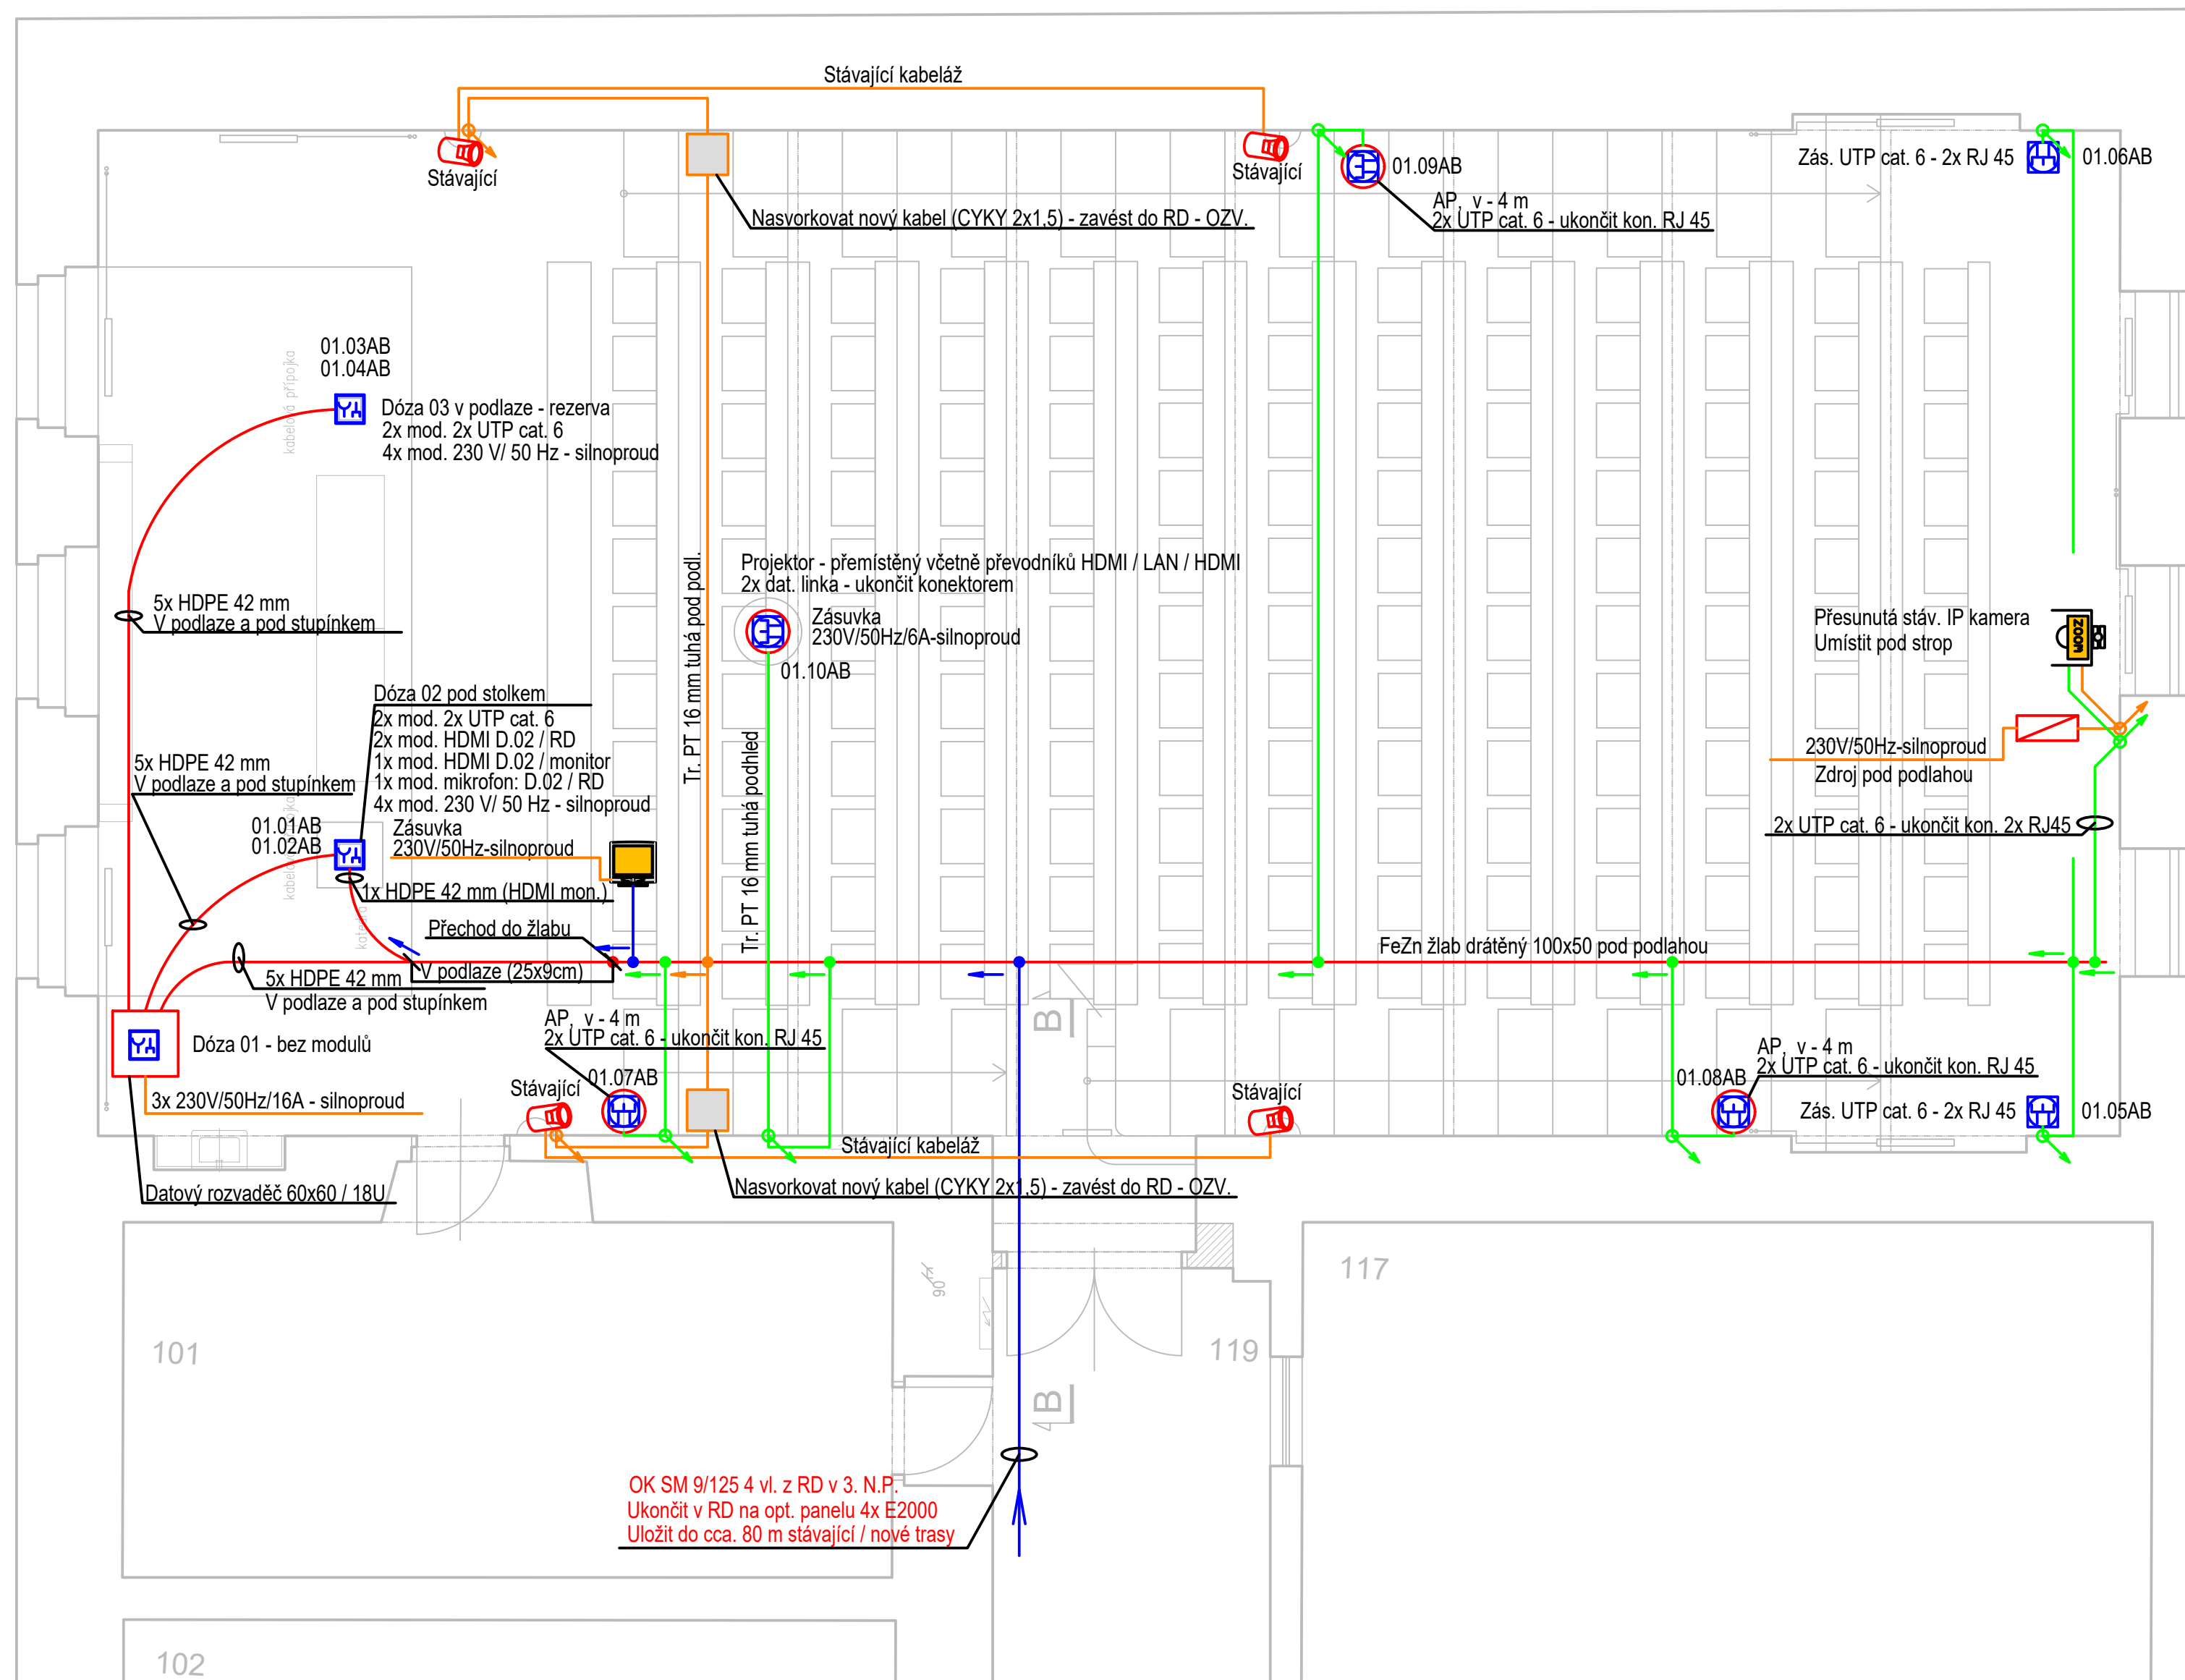 Stávající kabeláž
Stávající
Nasvorkovat nový kabel (CYKY 2x1,5) - zavést do RD - OZV.
Stávající
01.09AB
AP, v - 4 m
2x UTP cat. 6 - ukončit kon. RJ 45
Zás. UTP cat. 6 - 2x RJ 45
01.06AB
01.03AB
01.04AB
kabelová přípojka
Dóza 03 v podlaze - rezerva
2x mod. 2x UTP cat. 6
4x mod. 230 V/ 50 Hz - silnoproud
Tr. PT 16 mm tuhá pod podl.
Projektor - přemístěný včetně převodníků HDMI / LAN / HDMI
2x dat. linka - ukončit konektorem
Zásuvka
230V/50Hz/6A-silnoproud
01.10AB
5x HDPE 42 mm
V podlaze a pod stupínkem
Přesunutá stáv. IP kamera
Umístit pod strop
ZOOM
Dóza 02 pod stolkem
2x mod. 2x UTP cat. 6
2x mod. HDMI D.02 / RD
1x mod. HDMI D.02 / monitor
1x mod. mikrofon: D.02 / RD
4x mod. 230 V/ 50 Hz - silnoproud
5x HDPE 42 mm
V podlaze a pod stupínkem
230V/50Hz-silnoproud
Zdroj pod podlahou
Tr. PT 16 mm tuhá podhled
01.01AB
01.02AB
Zásuvka
230V/50Hz-silnoproud
2x UTP cat. 6 - ukončit kon. 2x RJ45
1x HDPE 42 mm (HDMI mon.)
katedra
Přechod do žlabu
FeZn žlab drátěný 100x50 pod podlahou
V podlaze (25x9cm)
5x HDPE 42 mm
V podlaze a pod stupínkem
B
Dóza 01 - bez modulů
AP, v - 4 m
2x UTP cat. 6 - ukončit kon. RJ 45
AP, v - 4 m
2x UTP cat. 6 - ukončit kon. RJ 45
Stávající
01.07AB
Stávající
01.08AB
3x 230V/50Hz/16A - silnoproud
Zás. UTP cat. 6 - 2x RJ 45
01.05AB
Stávající kabeláž
Datový rozvaděč 60x60 / 18U
Nasvorkovat nový kabel (CYKY 2x1,5) - zavést do RD - OZV.
117
90
101
119
B
OK SM 9/125 4 vl. z RD v 3. N.P.
Ukončit v RD na opt. panelu 4x E2000
Uložit do cca. 80 m stávající / nové trasy
102